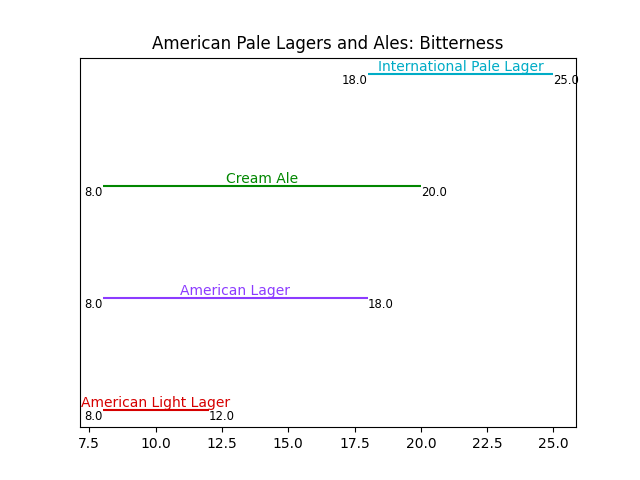 American Pale Lagers and Ales: Bitterness
International Pale Lager
18.0 25.0
Cream Ale
8.0 20.0
American Lager
8.0 18.0
American Light Lager
8.0 12.0
7.5 10.0 12.5 15.0 17.5 20.0 22.5 25.0